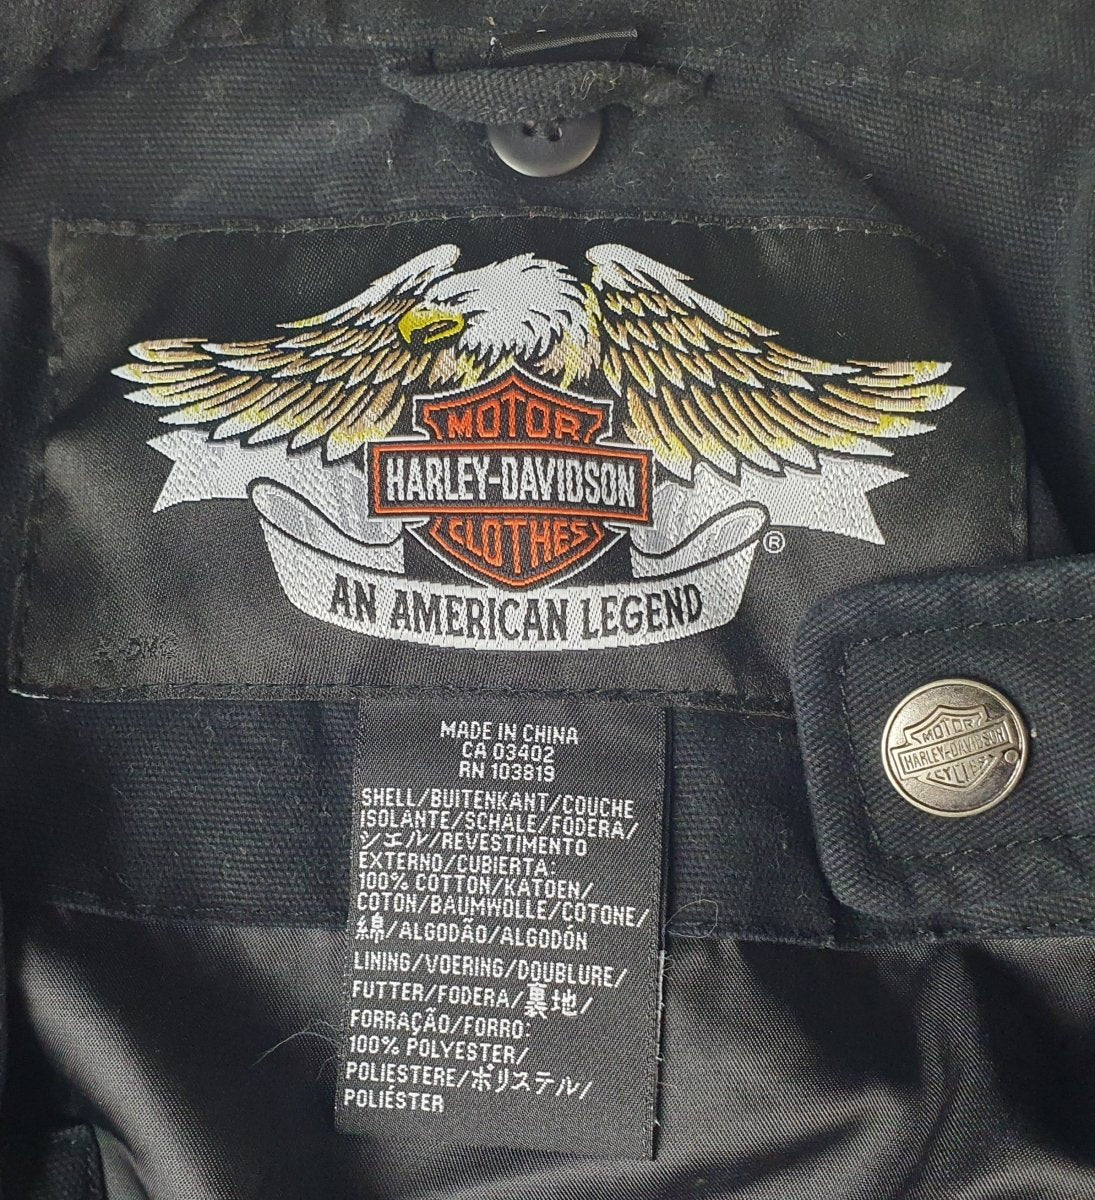 MOTOR
HARLEY-DAVIDSON
CLOTHES
®
AN AMERICAN LEGEND
MOTOR
HARLEY-DAVIDSON
CYCLES
MADE IN CHINA
CA 03402
RN 103819
SHELL/BUITENKANT/COUCHE
ISOLANTE/SCHALE/FODERA/
シエル/REVESTIMENTO
EXTERNO/CUBIERTA:
100% COTTON/KATOEN/
COTON/BAUMWOLLE/COTONE/
綿/ALGODÃO/ALGODÓN
LINING/VOERING/DOUBLURE/
FUTTER/FODERA/裏地/
FORRAÇÃO/FORRO:
100% POLYESTER/
POLIESTERE/ポリステル/
POLIÉSTER